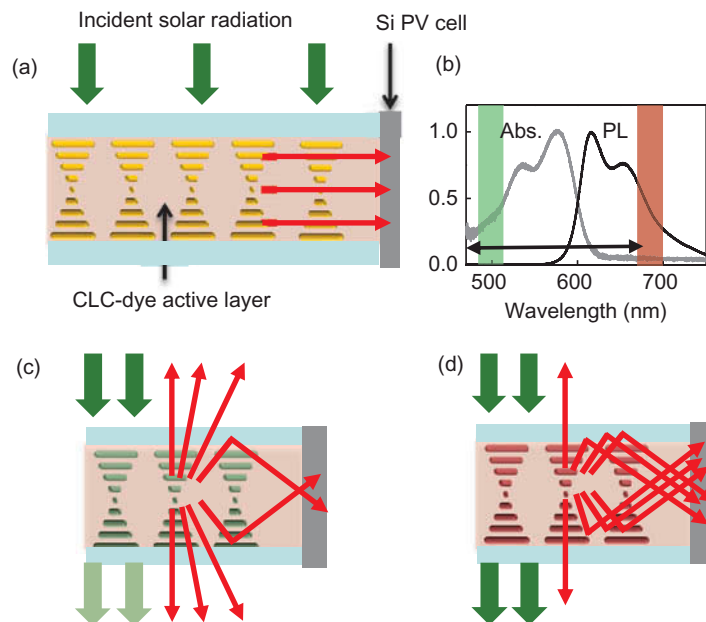 Incident solar radiation
Si PV cell
(a)
CLC-dye active layer
(b)
Abs.
PL
1.0
0.5
0.0
500
600
700
Wavelength (nm)
(c)
(d)